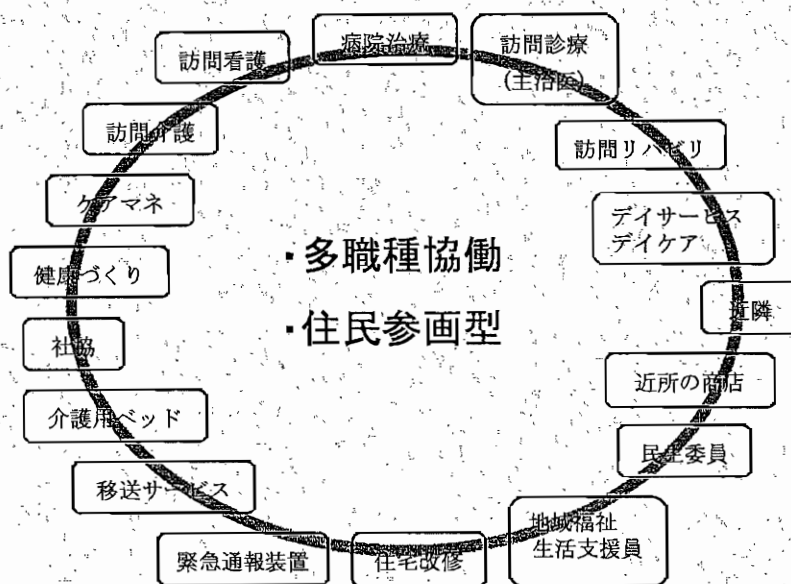 病院治療
訪問診療
(主治医)
訪問リハビリ
デイサービス
デイケア
近隣
近所の商店
民生委員
地域福祉
生活支援員
住宅改修
緊急通報装置
移送サービス
介護用ベッド
社協
健康づくり
ケアマネ
訪問介護
訪問看護
・多職種協働
・住民参画型